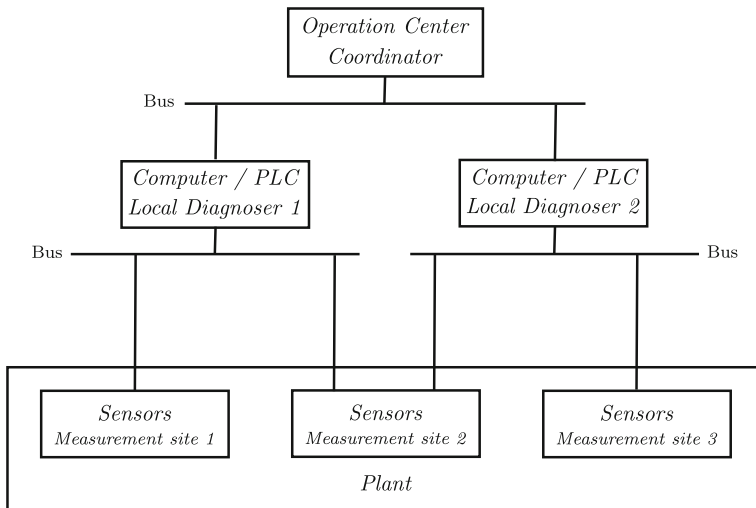 Operation Center
Coordinator
Bus
Computer / PLC
Local Diagnoser 1
Computer / PLC
Local Diagnoser 2
Bus
Bus
Sensors
Measurement site 1
Sensors
Measurement site 2
Sensors
Measurement site 3
Plant